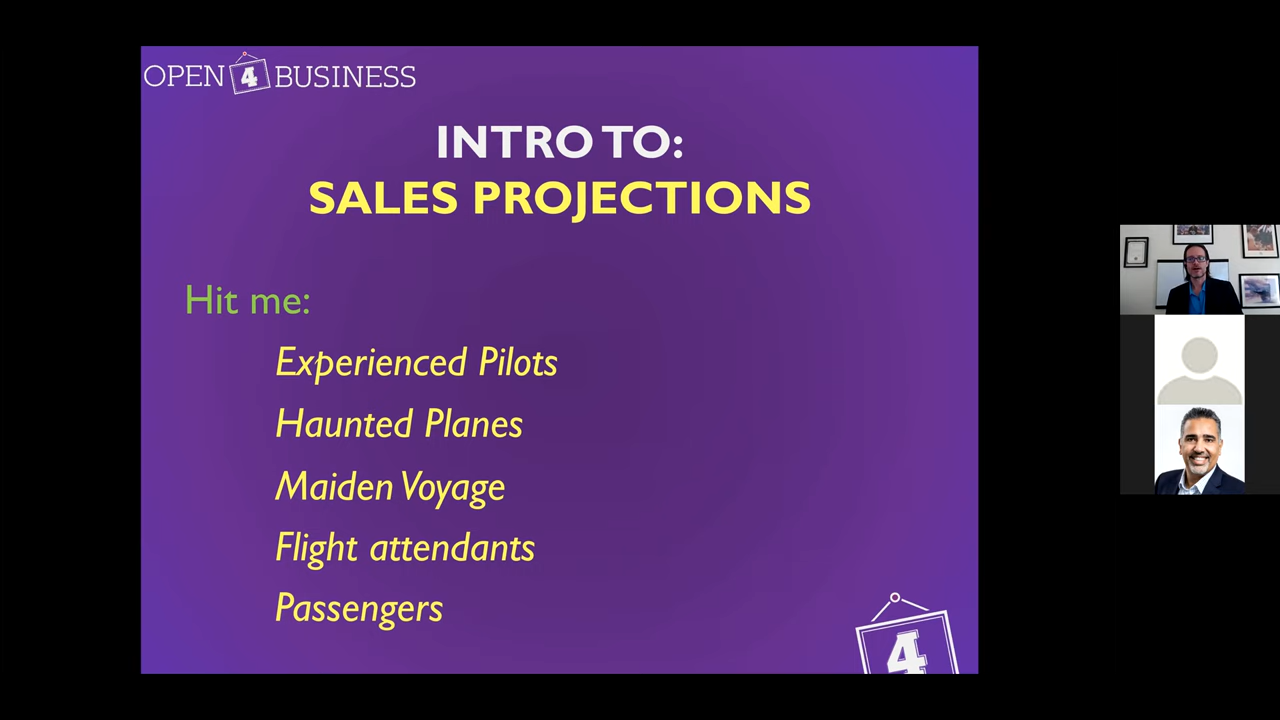 OPEN 4 BUSINESS
INTRO TO:
SALES PROJECTIONS
Hit me:
Experienced Pilots
Haunted Planes
Maiden Voyage
Flight attendants
Passengers
4